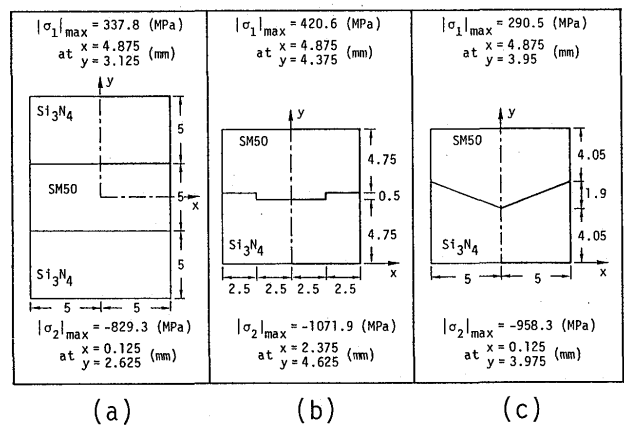 |σ₁|max = 337.8 (MPa)
at x = 4.875 (mm)
y = 3.125
y
Si₃N₄
5
SM50
x
5
Si₃N₄
5
5
5
|σ₂|max = -829.3 (MPa)
at x = 0.125 (mm)
y = 2.625
(a)
|σ₁|max = 420.6 (MPa)
at x = 4.875 (mm)
y = 4.375
y
SM50
4.75
0.5
Si₃N₄
4.75
x
2.5 2.5 2.5 2.5
|σ₂|max = -1071.9 (MPa)
at x = 2.375 (mm)
y = 4.625
(b)
|σ₁|max = 290.5 (MPa)
at x = 4.875 (mm)
y = 3.95
y
SM50
4.05
1.9
Si₃N₄
4.05
x
5 5
|σ₂|max = -958.3 (MPa)
at x = 0.125 (mm)
y = 3.975
(c)